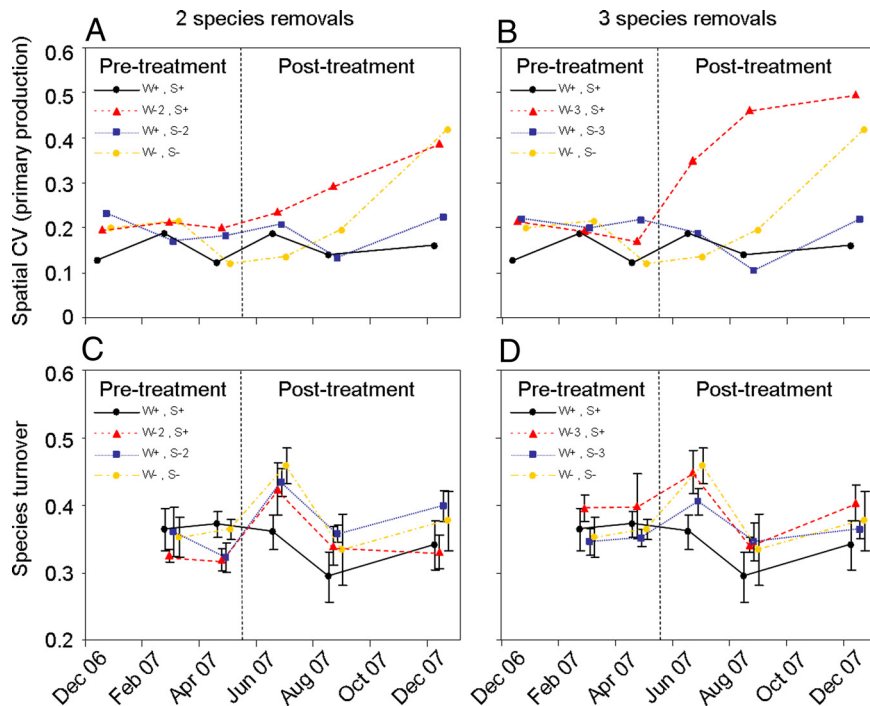 2 species removals
3 species removals
A
B
Spatial CV (primary production)
0.6
0.5
0.4
0.3
0.2
0.1
0
Pre-treatment
Post-treatment
W+ , S+
W-2 , S+
W+ , S-2
W- , S-
Pre-treatment
Post-treatment
W+ , S+
W-3 , S+
W+ , S-3
W- , S-
C
D
Species turnover
0.6
0.5
0.4
0.3
0.2
Pre-treatment
Post-treatment
W+ , S+
W-2 , S+
W+ , S-2
W- , S-
Pre-treatment
Post-treatment
W+ , S+
W-3 , S+
W+ , S-3
W- , S-
Dec 06
Feb 07
Apr 07
Jun 07
Aug 07
Oct 07
Dec 07
Dec 06
Feb 07
Apr 07
Jun 07
Aug 07
Oct 07
Dec 07